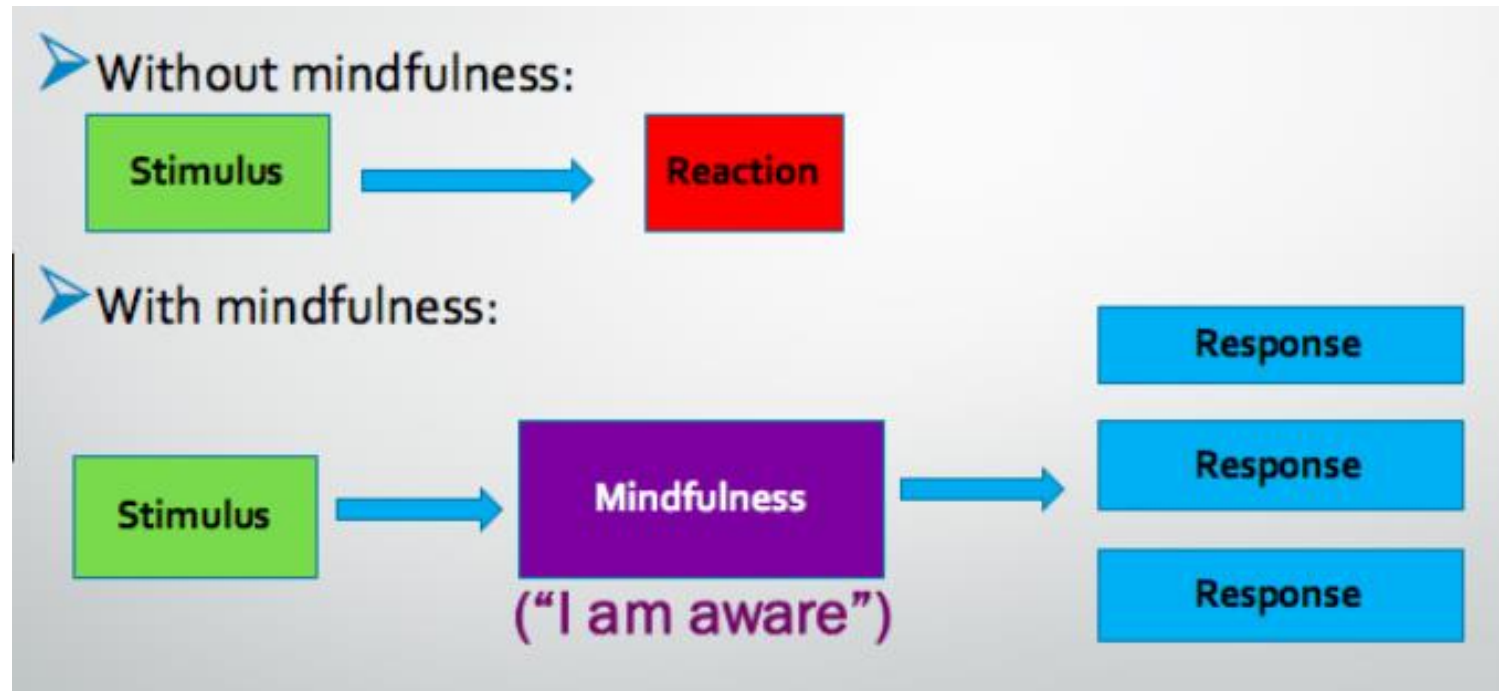 Without mindfulness:
Stimulus
Reaction
With mindfulness:
Stimulus
Mindfulness
("I am aware")
Response
Response
Response